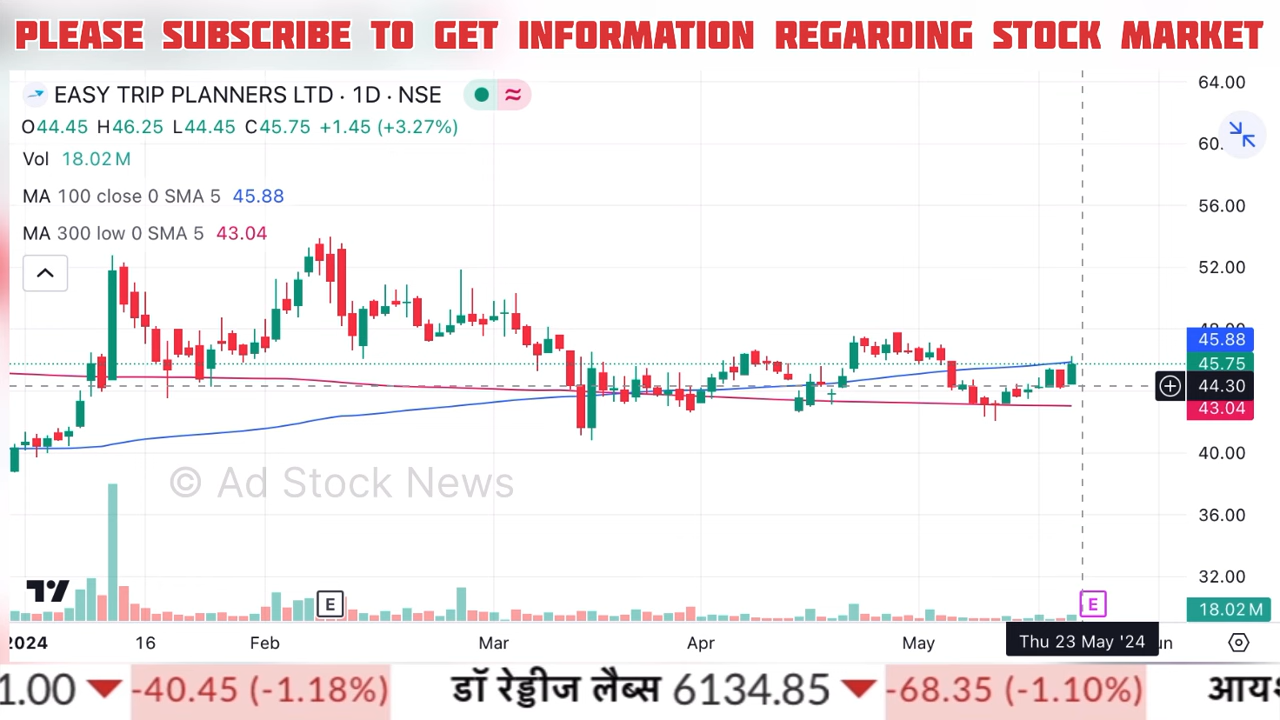 PLEASE SUBSCRIBE TO GET INFORMATION REGARDING STOCK MARKET
EASY TRIP PLANNERS LTD · 1D · NSE
O44.45 H46.25 L44.45 C45.75 +1.45 (+3.27%)
Vol 18.02 M
MA 100 close 0 SMA 5 45.88
MA 300 low 0 SMA 5 43.04
64.00
60.
56.00
52.00
45.88
45.75
44.30
43.04
40.00
36.00
32.00
18.02 M
© Ad Stock News
E E
2024 16 Feb Mar Apr May Thu 23 May '24
1.00 -40.45 (-1.18%) डॉ रेड्डीज लैब्स 6134.85 -68.35 (-1.10%)